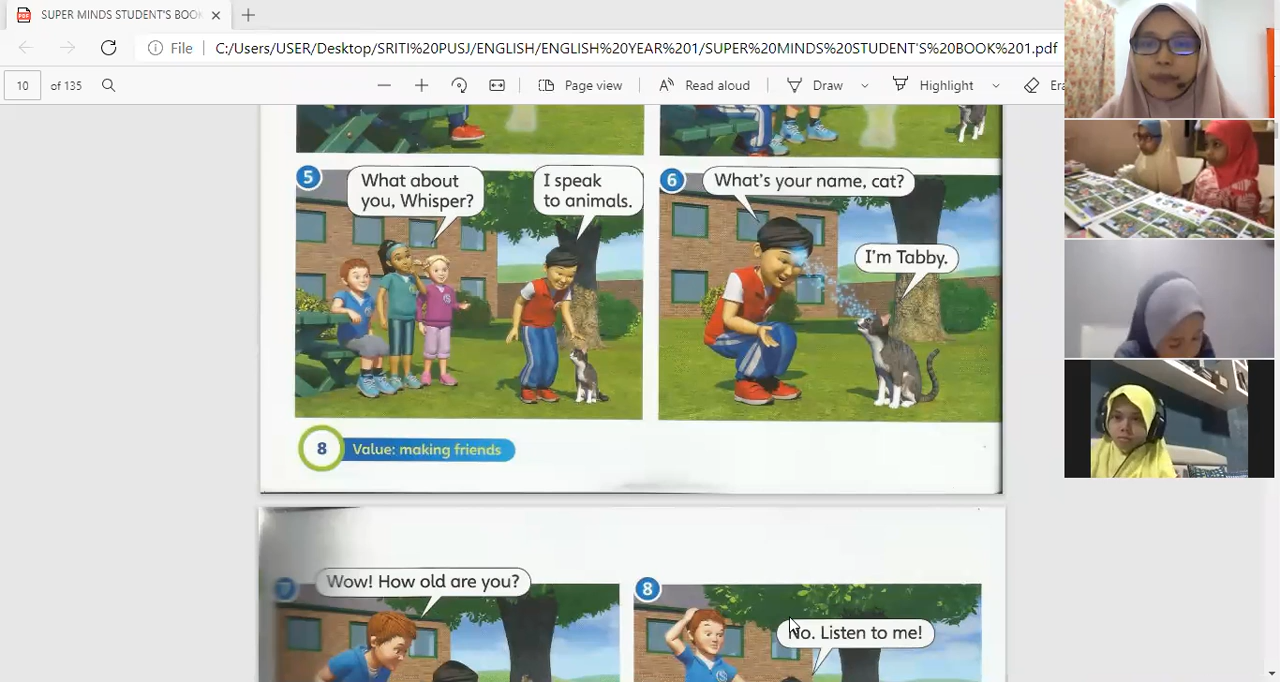 SUPER MINDS STUDENT'S BOOK
File
C:/Users/USER/Desktop/SRITI%20PUSJ/ENGLISH/ENGLISH%20YEAR%201/SUPER%20MINDS%20STUDENT'S%20BOOK%201.pdf
10 of 135
Page view
Read aloud
Draw
Highlight
Era
5
What about
you, Whisper?
I speak
to animals.
6
What's your name, cat?
I'm Tabby.
8 Value: making friends
7
Wow! How old are you?
8
No. Listen to me!